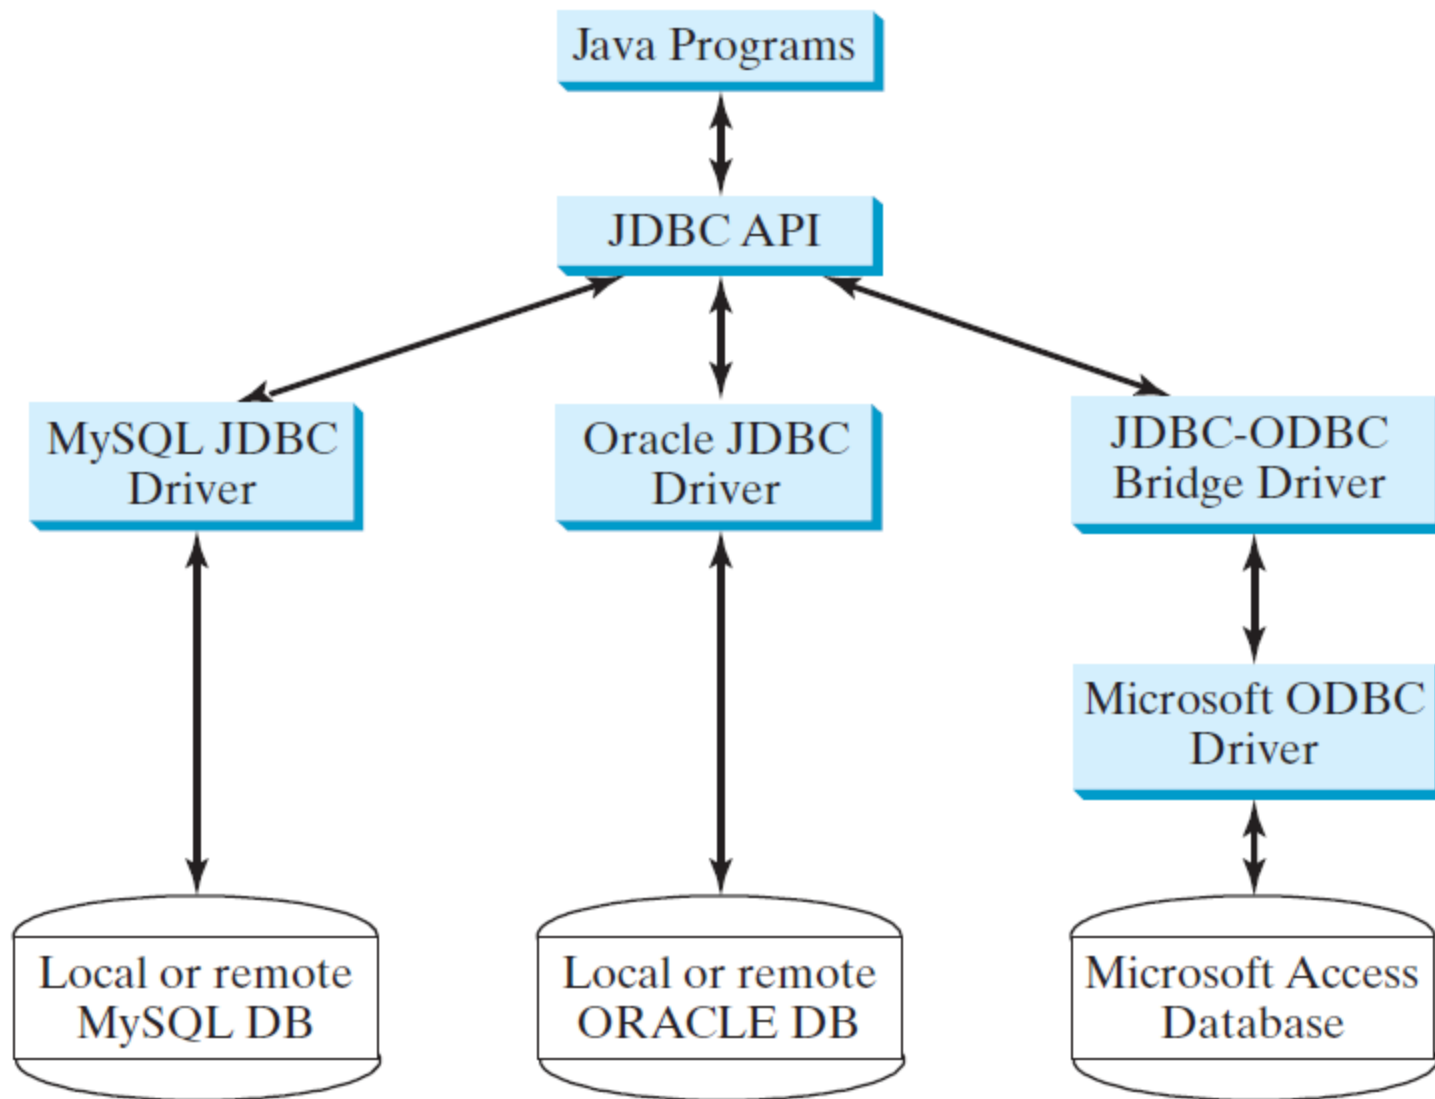 Java Programs
JDBC API
MySQL JDBC
Driver
Oracle JDBC
Driver
JDBC-ODBC
Bridge Driver
Microsoft ODBC
Driver
Local or remote
MySQL DB
Local or remote
ORACLE DB
Microsoft Access
Database